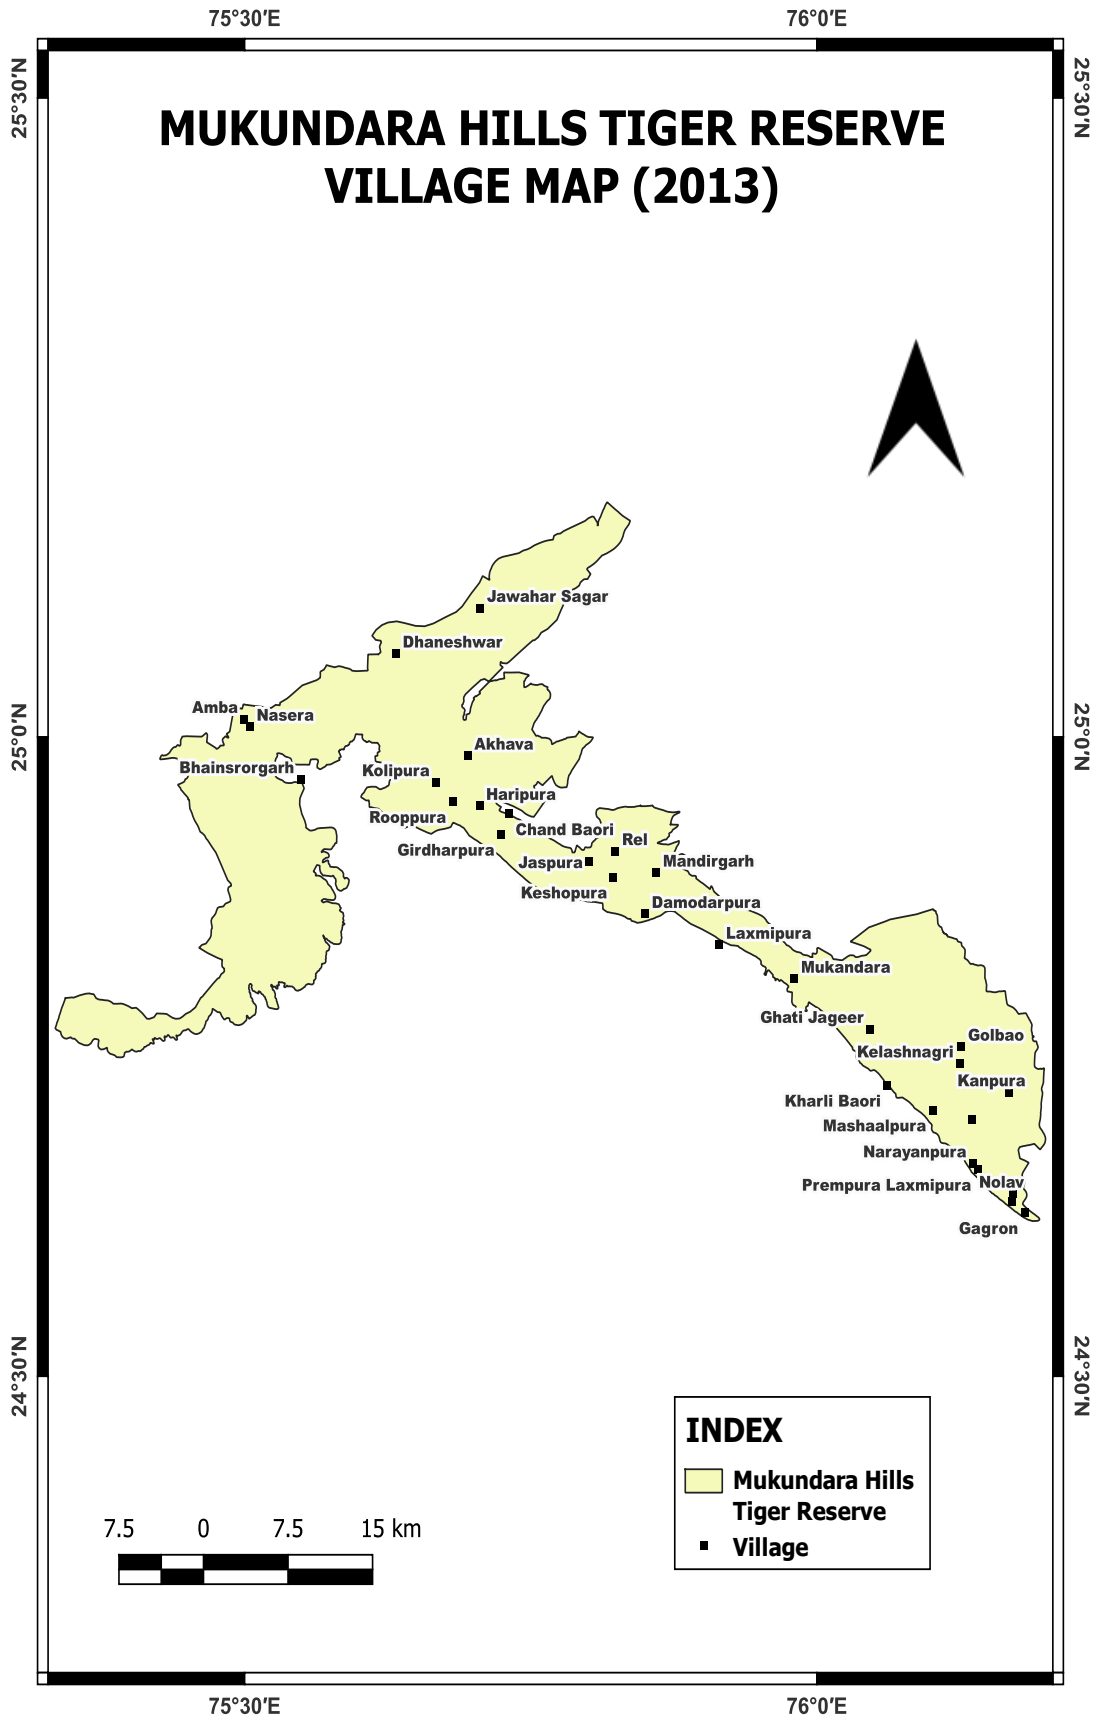 75°30′E
76°0′E
25°30′N
25°30′N
MUKUNDARA HILLS TIGER RESERVE
VILLAGE MAP (2013)
Jawahar Sagar
Dhaneshwar
Amba
Nasera
25°0′N
25°0′N
Akhava
Bhainsrorgarh
Kolipura
Haripura
Rooppura
Chand Baori
Rel
Girdharpura
Jaspura
Mandirgarh
Keshopura
Damodarpura
Laxmipura
Mukandara
Ghati Jageer
Golbao
Kelashnagri
Kanpura
Kharli Baori
Mashaalpura
Narayanpura
Prempura Laxmipura
Nolav
Gagron
24°30′N
24°30′N
INDEX
Mukundara Hills
Tiger Reserve
Village
7.5 0 7.5 15 km
75°30′E
76°0′E